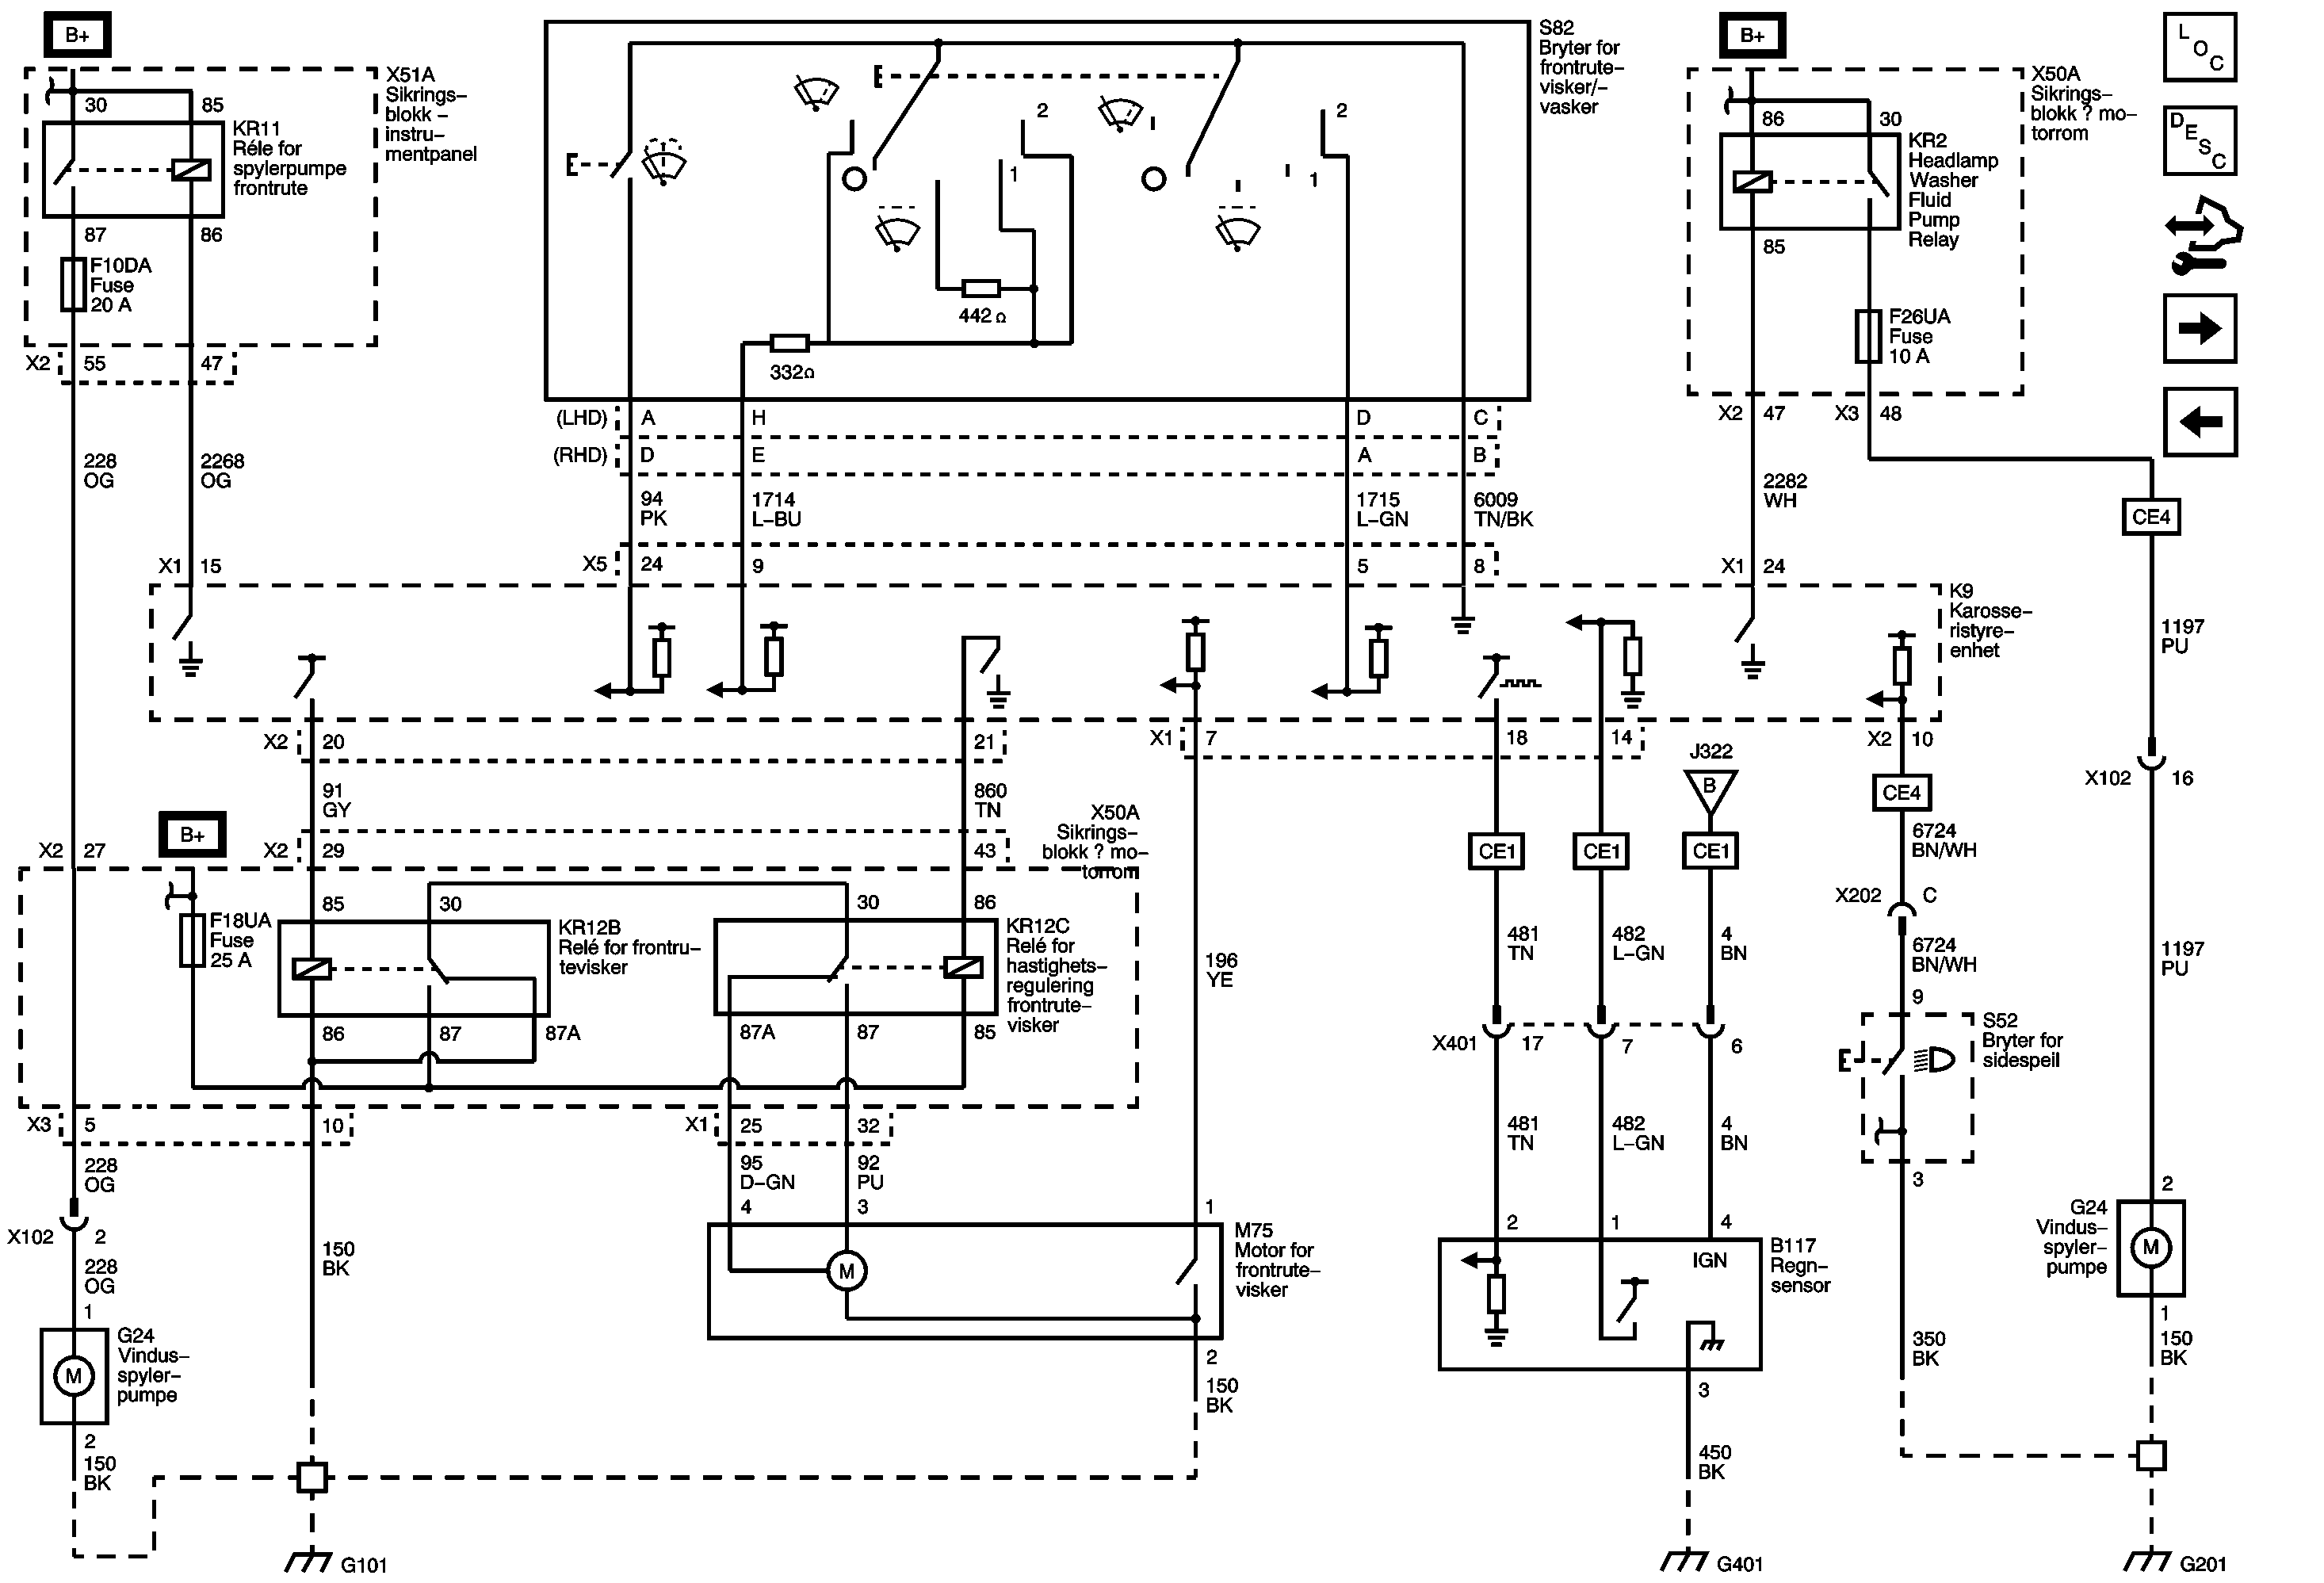 B+
X51A
Sikrings–
blokk –
instru–
mentpanel
30
85
KR11
Réle for
spylerpumpe
frontrute
87
86
F10DA
Fuse
20 A
X2
55
47
228
OG
2268
OG
X1
15
S82
Bryter for
frontrute–
visker/–
vasker
2
1
2
1
442 Ω
332Ω
(LHD)
A
H
D
C
(RHD)
D
E
A
B
94
PK
1714
L–BU
1715
L–GN
6009
TN/BK
X5
24
9
5
8
B+
X50A
Sikrings–
blokk ? mo–
torrom
86
30
KR2
Headlamp
Washer
Fluid
Pump
Relay
85
F26UA
Fuse
10 A
X2
47
X3
48
2282
WH
X1
24
L
O
C
D
E
S
C
CE4
1197
PU
K9
Karosse–
ristyre–
enhet
X2
20
21
X1
7
18
14
X2
10
J322
B
CE4
X102
16
91
GY
860
TN
X50A
Sikrings–
blokk ? mo–
torrom
B+
X2
27
X2
29
43
CE1
CE1
CE1
6724
BN/WH
X202
C
6724
BN/WH
1197
PU
F18UA
Fuse
25 A
85
30
KR12B
Relé for frontru–
tevisker
86
87
87A
30
86
KR12C
Relé for
hastighets–
regulering
frontrute–
visker
87A
87
85
196
YE
481
TN
482
L–GN
4
BN
X401
17
7
6
9
S52
Bryter for
sidespeil
3
X3
5
10
X1
25
32
228
OG
95
D–GN
92
PU
481
TN
482
L–GN
4
BN
X102
2
228
OG
150
BK
4
3
1
M75
Motor for
frontrute–
visker
M
2
150
BK
2
1
4
IGN
B117
Regn–
sensor
3
450
BK
350
BK
2
G24
Vindus–
spyler–
pumpe
M
1
150
BK
1
G24
Vindus–
spyler–
pumpe
M
2
150
BK
G101
G401
G201